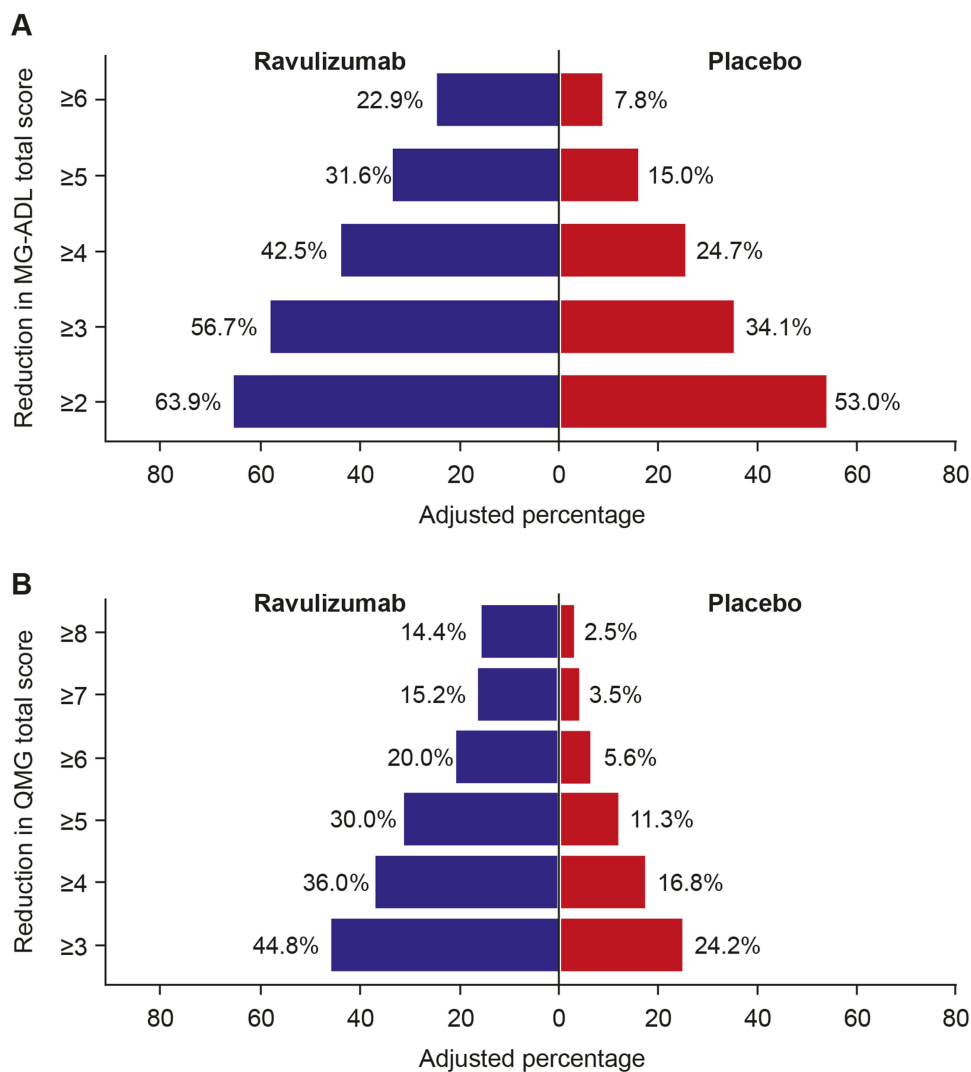 A
Ravulizumab Placebo
Reduction in MG-ADL total score
≥6 22.9% 7.8%
≥5 31.6% 15.0%
≥4 42.5% 24.7%
≥3 56.7% 34.1%
≥2 63.9% 53.0%
80 60 40 20 0 20 40 60 80
Adjusted percentage
B
Ravulizumab Placebo
Reduction in QMG total score
≥8 14.4% 2.5%
≥7 15.2% 3.5%
≥6 20.0% 5.6%
≥5 30.0% 11.3%
≥4 36.0% 16.8%
≥3 44.8% 24.2%
80 60 40 20 0 20 40 60 80
Adjusted percentage